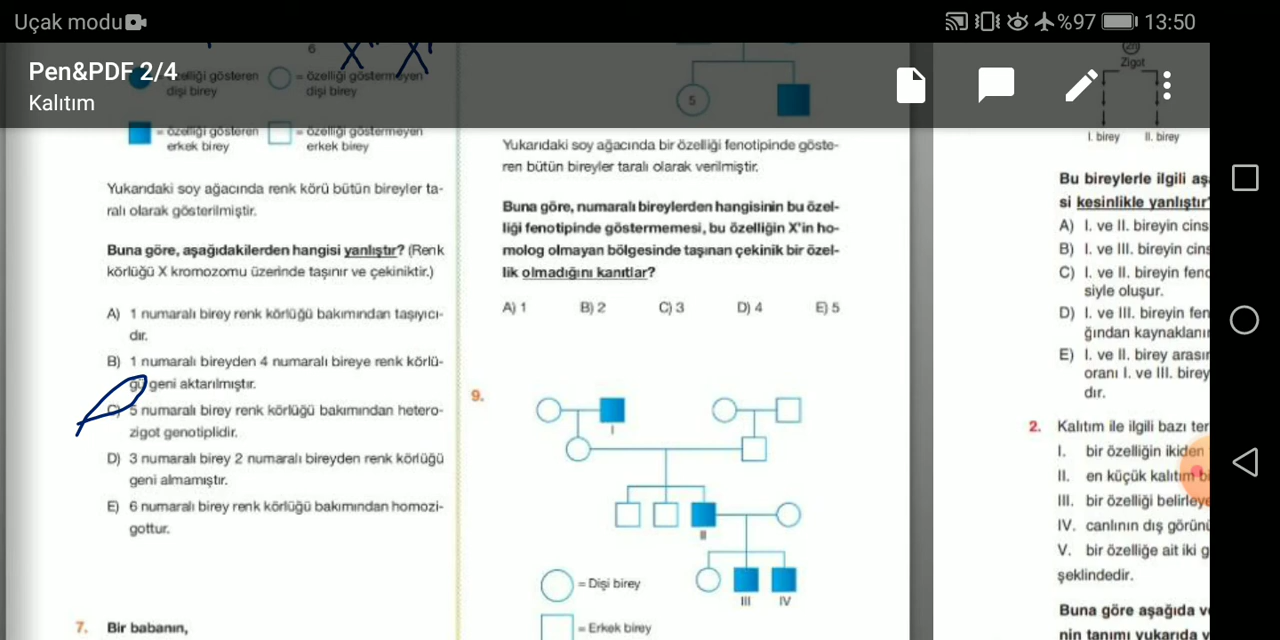 Uçak modu
%97
13:50
Pen&PDF 2/4
Kalıtım
6
özelliği gösteren
dişi birey
= özelliği göstermeyen
dişi birey
= özelliği gösteren
erkek birey
= özelliği göstermeyen
erkek birey
Yukarıdaki soy ağacında renk körü bütün bireyler ta-
ralı olarak gösterilmiştir.
Buna göre, aşağıdakilerden hangisi yanlıştır? (Renk
körlüğü X kromozomu üzerinde taşınır ve çekiniktir.)
A) 1 numaralı birey renk körlüğü bakımından taşıyıcı-
dır.
B) 1 numaralı bireyden 4 numaralı bireye renk körlü-
ğü geni aktarılmıştır.
C) 5 numaralı birey renk körlüğü bakımından hetero-
zigot genotiplidir.
D) 3 numaralı birey 2 numaralı bireyden renk körlüğü
geni almamıştır.
E) 6 numaralı birey renk körlüğü bakımından homozi-
gottur.
7. Bir babanın,
5
Yukarıdaki soy ağacında bir özelliği fenotipinde göste-
ren bütün bireyler taralı olarak verilmiştir.
Buna göre, numaralı bireylerden hangisinin bu özel-
liği fenotipinde göstermemesi, bu özelliğin X'in ho-
molog olmayan bölgesinde taşınan çekinik bir özel-
lik olmadığını kanıtlar?
A) 1 B) 2 C) 3 D) 4 E) 5
9.
I
II
III IV
= Dişi birey
= Erkek birey
Zigot
I. birey II. birey
Bu bireylerle ilgili aş
si kesinlikle yanlıştır
A) I. ve II. bireyin cins
B) I. ve III. bireyin cins
C) I. ve II. bireyin feno
siyle oluşur.
D) I. ve III. bireyin fen
ğından kaynaklanır
E) I. ve II. birey arasın
oranı I. ve III. birey
dır.
2. Kalıtım ile ilgili bazı ter
I. bir özelliğin ikiden
II. en küçük kalıtım bi
III. bir özelliği belirleye
IV. canlının dış görünü
V. bir özelliğe ait iki g
şeklindedir.
Buna göre aşağıda ve
nin tanımı yukarıda v